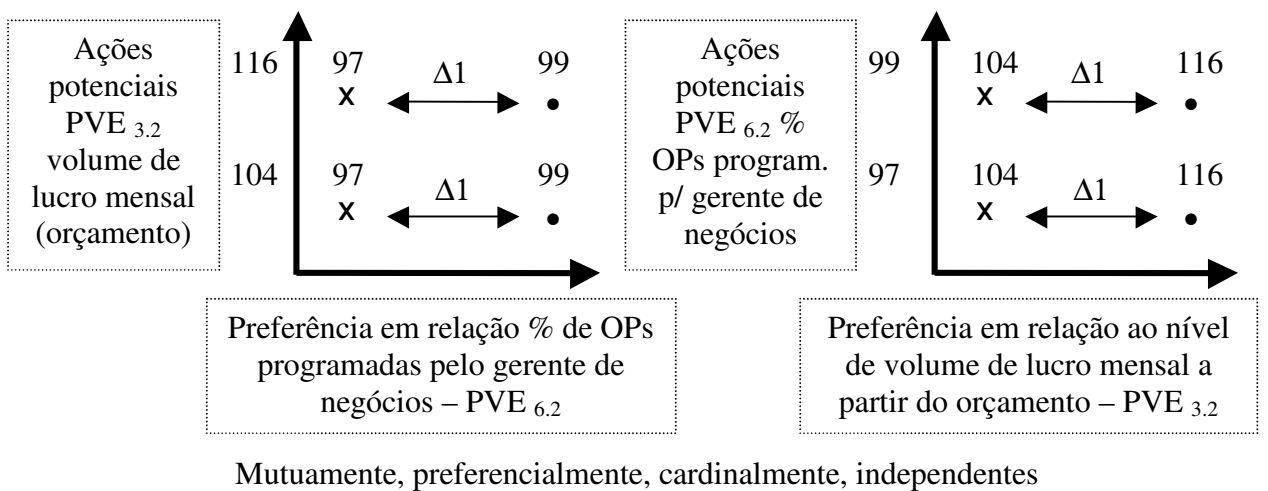 Ações
potenciais
PVE 3.2
volume de
lucro mensal
(orçamento)
116 97 Δ1 99
x •
104 97 Δ1 99
x •
Preferência em relação % de OPs
programadas pelo gerente de
negócios – PVE 6.2
Ações
potenciais
PVE 6.2 %
OPs program.
p/ gerente de
negócios
99 104 Δ1 116
x •
97 104 Δ1 116
x •
Preferência em relação ao nível
de volume de lucro mensal a
partir do orçamento – PVE 3.2
Mutuamente, preferencialmente, cardinalmente, independentes